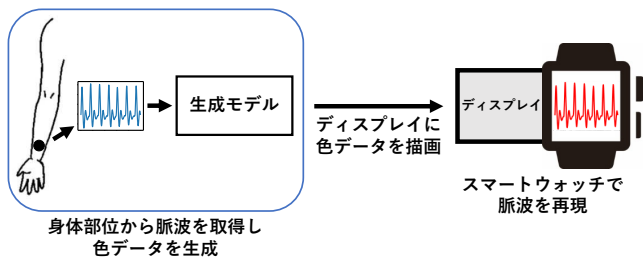 生成モデル
身体部位から脈波を取得し
色データを生成
ディスプレイに
色データを描画
ディスプレイ
スマートウォッチで
脈波を再現